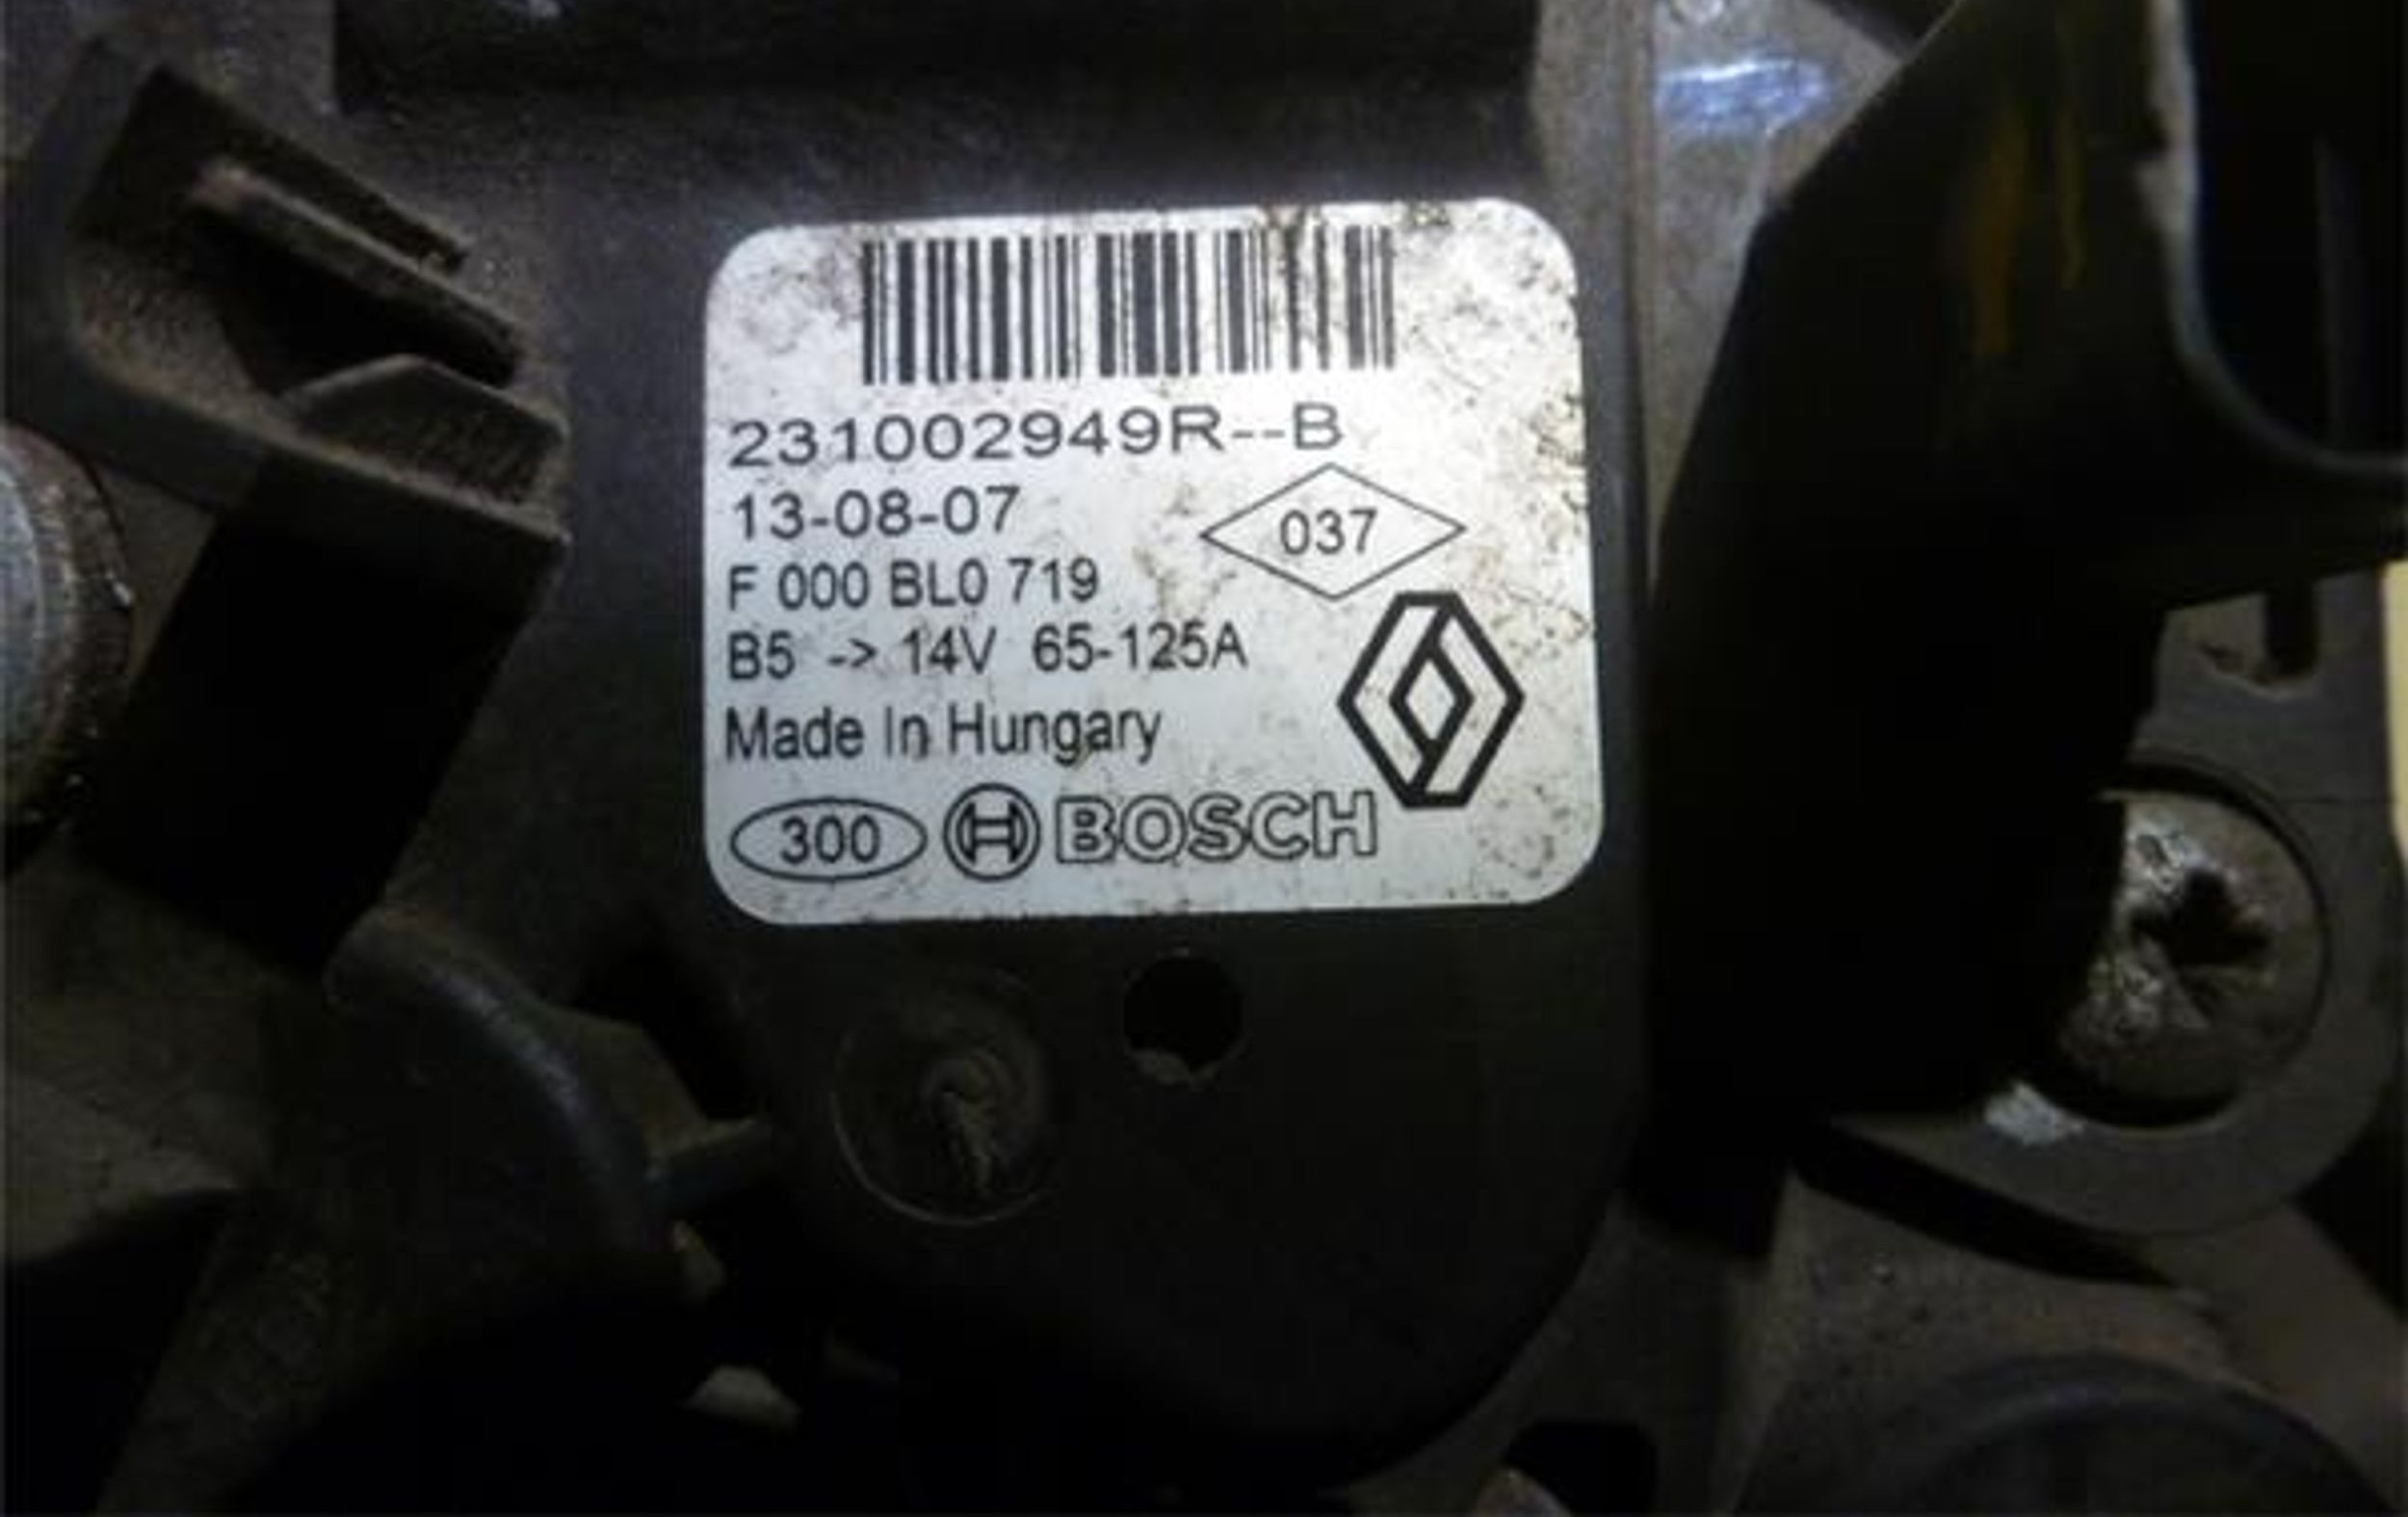 231002949R--B
13-08-07
037
F 000 BL0 719
B5 -> 14V 65-125A
Made In Hungary
300 BOSCH